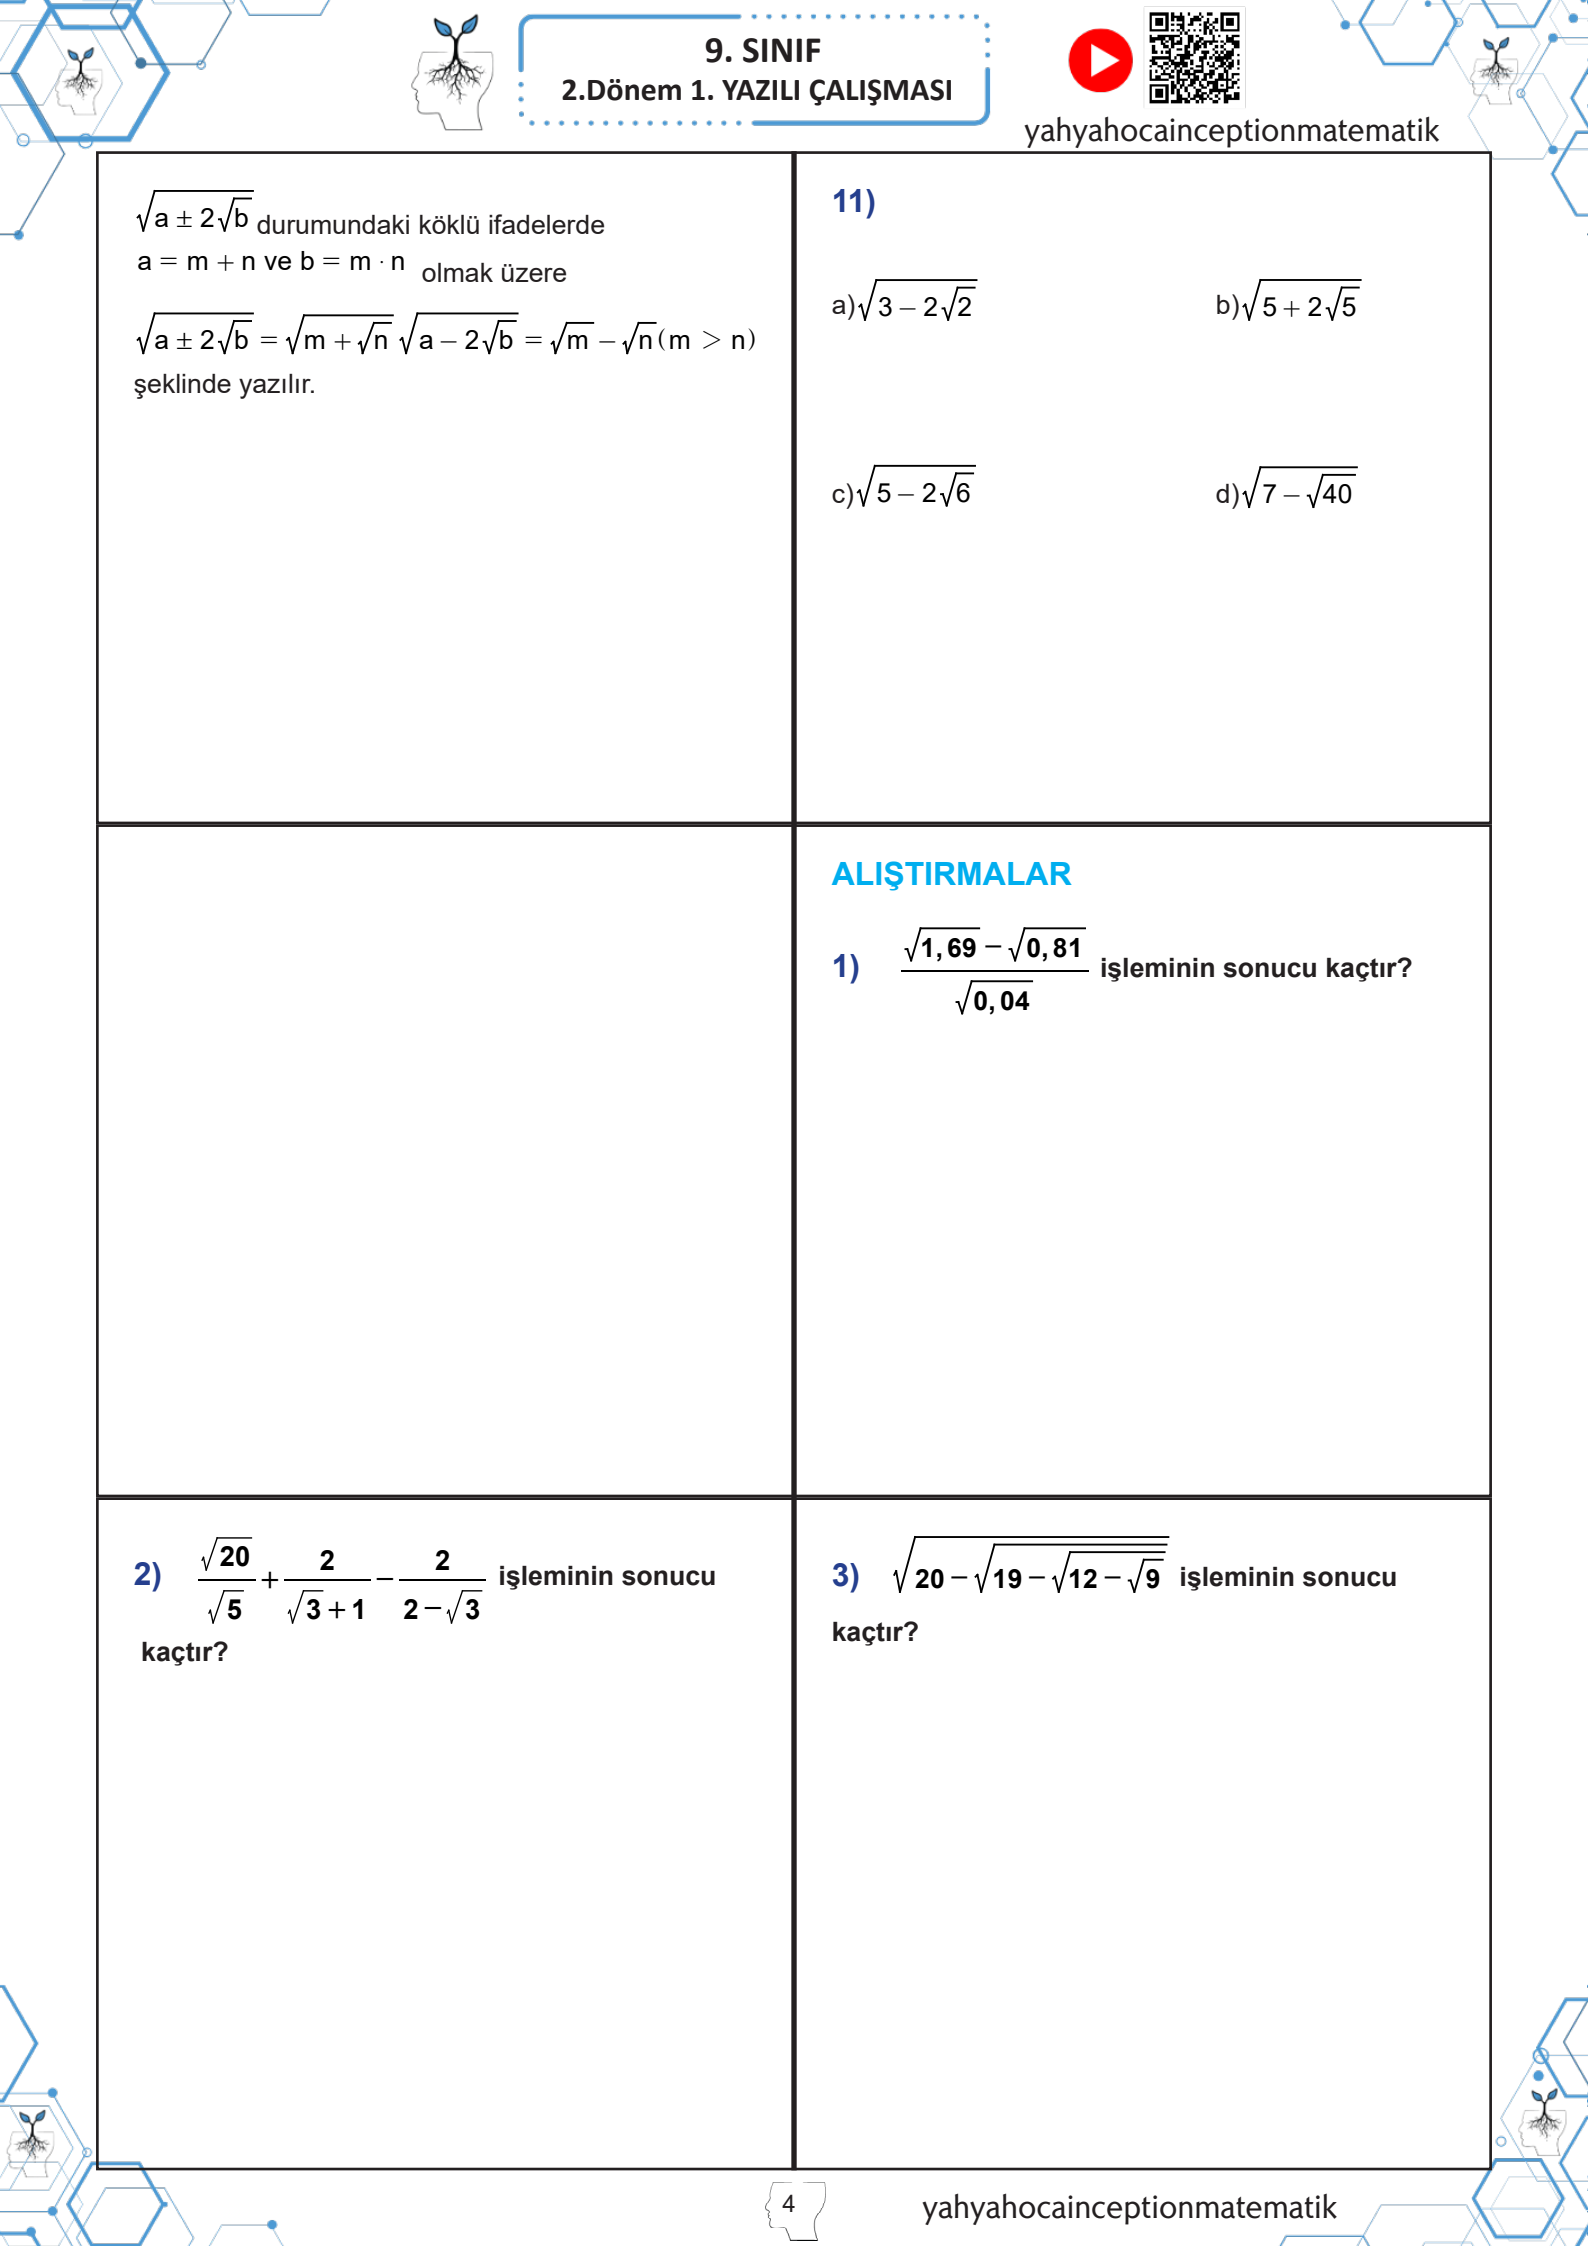 9. SINIF
2.Dönem 1. YAZILI ÇALIŞMASI
yahyahocainceptionmatematik
√(a ± 2√b) durumundaki köklü ifadelerde
a = m + n ve b = m · n olmak üzere
√(a ± 2√b) = √(m + √n) √(a − 2√b) = √m − √n (m > n)
şeklinde yazılır.
11)
a) √(3 − 2√2) b) √(5 + 2√5)
c) √(5 − 2√6) d) √(7 − √40)
ALIŞTIRMALAR
1) (√1,69 − √0,81) / √0,04 işleminin sonucu kaçtır?
2) √20/√5 + 2/(√3 + 1) − 2/(2 − √3) işleminin sonucu
kaçtır?
3) √(20 − √(19 − √(12 − √9))) işleminin sonucu
kaçtır?
4
yahyahocainceptionmatematik